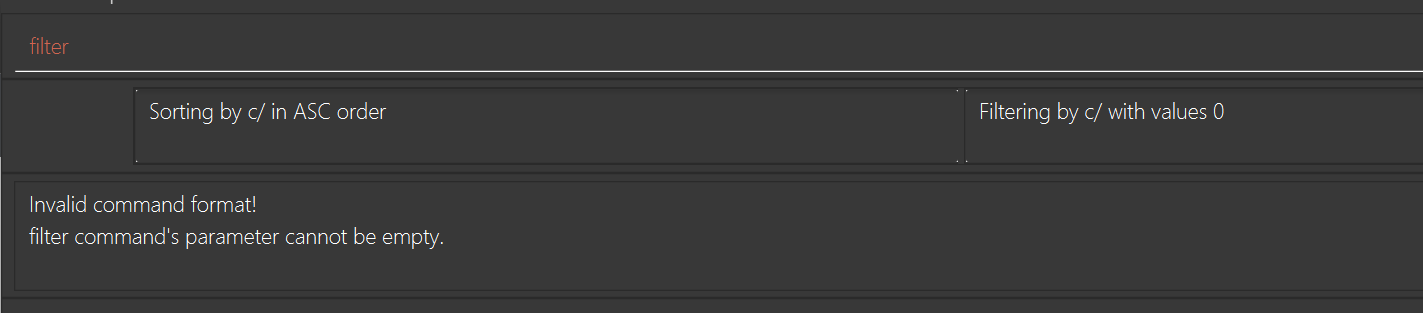 filter
Sorting by c/ in ASC order
Filtering by c/ with values 0
Invalid command format!
filter command's parameter cannot be empty.